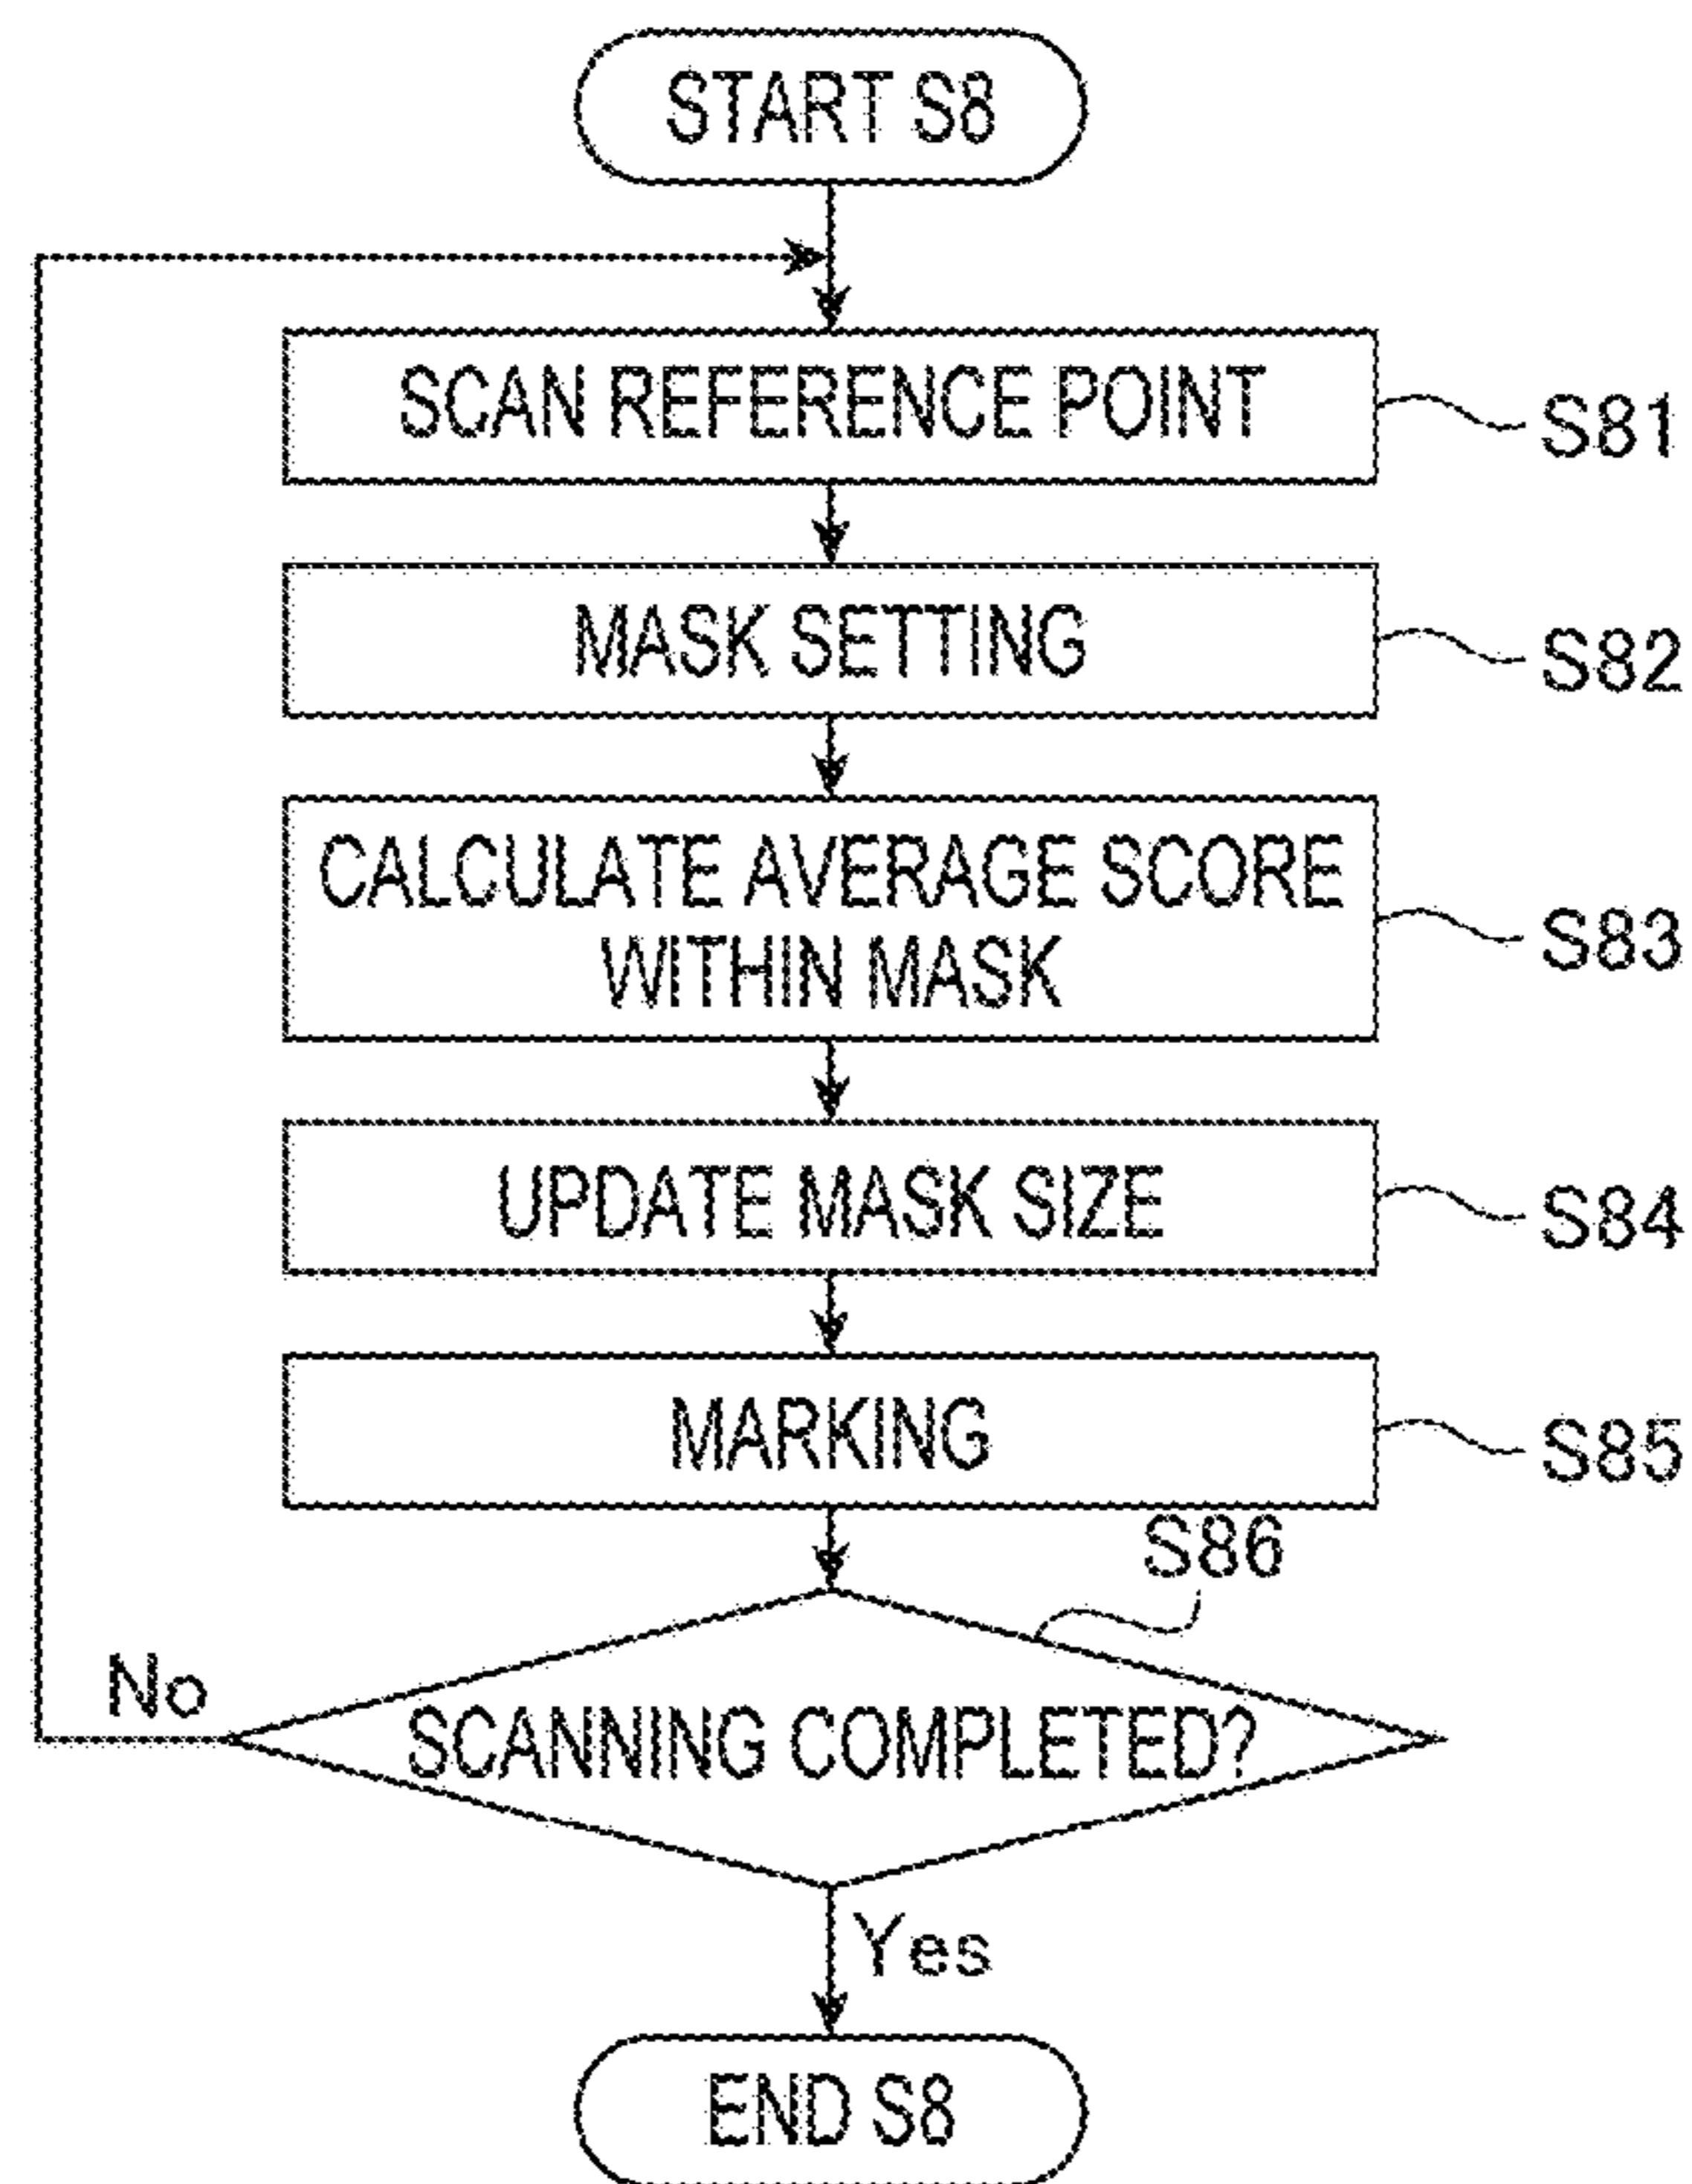 START S8
SCAN REFERENCE POINT
S81
MASK SETTING
S82
CALCULATE AVERAGE SCORE
WITHIN MASK
S83
UPDATE MASK SIZE
S84
MARKING
S85
S86
No
SCANNING COMPLETED?
Yes
END S8